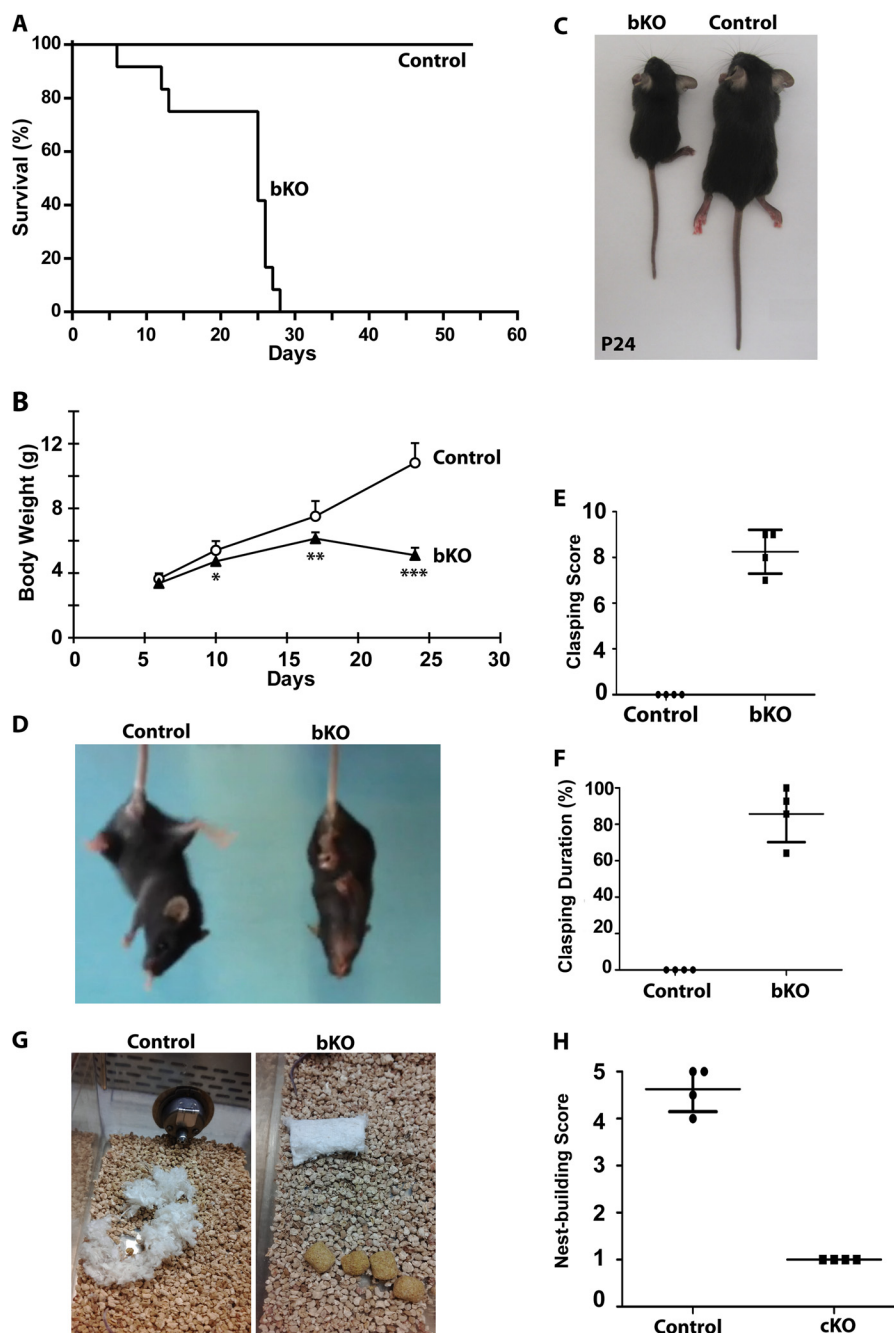 A
100
80
60
40
20
0
Survival (%)
Control
bKO
0 10 20 30 40 50 60
Days
B
12
8
4
0
Body Weight (g)
Control
bKO
* ** ***
0 5 10 15 20 25 30
Days
C
bKO Control
P24
D
Control bKO
E
10
8
6
4
2
0
Clasping Score
Control bKO
F
100
80
60
40
20
0
Clasping Duration (%)
Control bKO
G
Control bKO
H
5
4
3
2
1
0
Nest-building Score
Control cKO